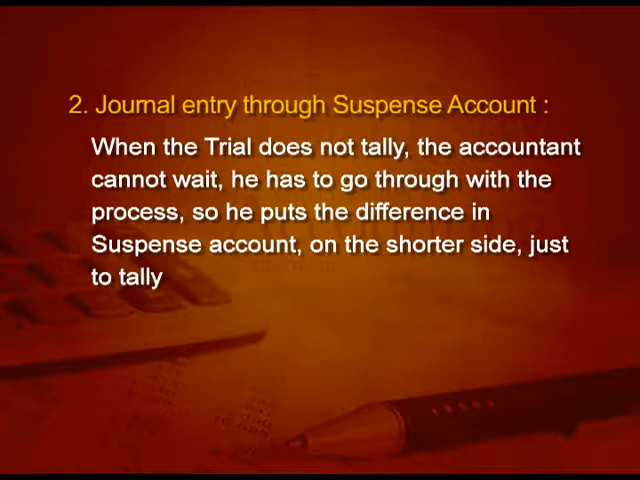 2. Journal entry through Suspense Account :
When the Trial does not tally, the accountant
cannot wait, he has to go through with the
process, so he puts the difference in
Suspense account, on the shorter side, just
to tally